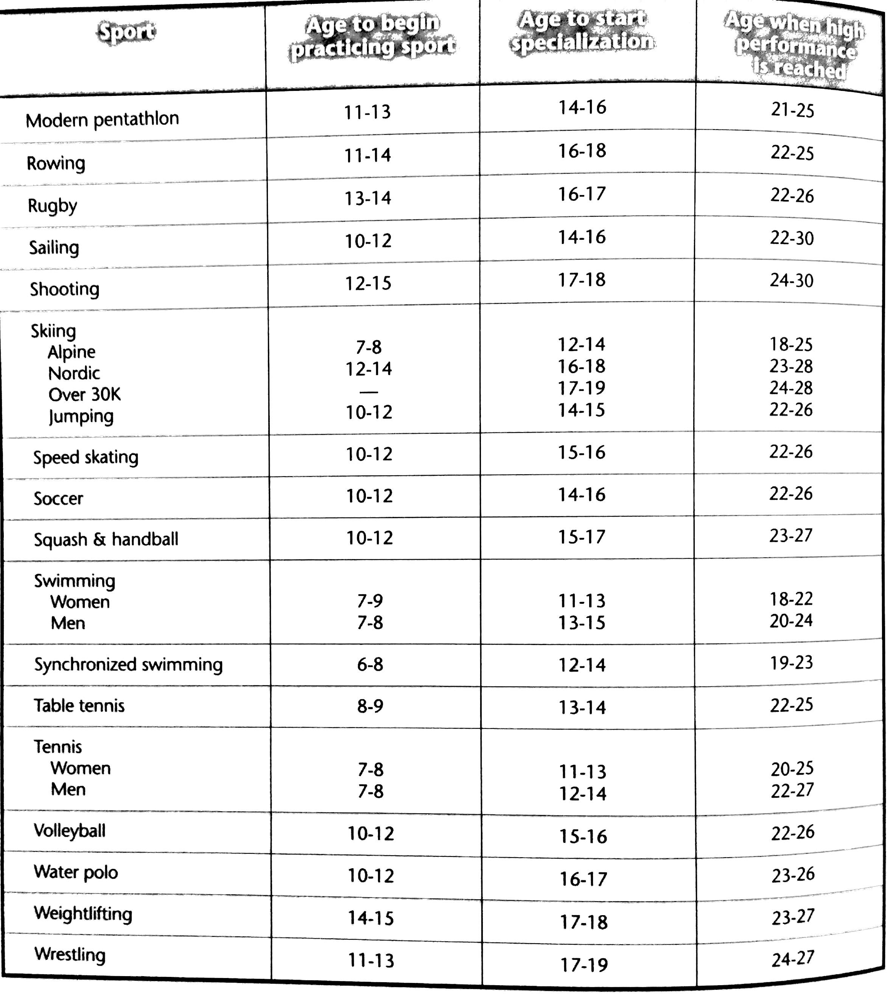 Sport | Age to begin practicing sport | Age to start specialization | Age when high performance is reached
Modern pentathlon | 11-13 | 14-16 | 21-25
Rowing | 11-14 | 16-18 | 22-25
Rugby | 13-14 | 16-17 | 22-26
Sailing | 10-12 | 14-16 | 22-30
Shooting | 12-15 | 17-18 | 24-30
Skiing
Alpine | 7-8 | 12-14 | 18-25
Nordic | 12-14 | 16-18 | 23-28
Over 30K | — | 17-19 | 24-28
Jumping | 10-12 | 14-15 | 22-26
Speed skating | 10-12 | 15-16 | 22-26
Soccer | 10-12 | 14-16 | 22-26
Squash & handball | 10-12 | 15-17 | 23-27
Swimming
Women | 7-9 | 11-13 | 18-22
Men | 7-8 | 13-15 | 20-24
Synchronized swimming | 6-8 | 12-14 | 19-23
Table tennis | 8-9 | 13-14 | 22-25
Tennis
Women | 7-8 | 11-13 | 20-25
Men | 7-8 | 12-14 | 22-27
Volleyball | 10-12 | 15-16 | 22-26
Water polo | 10-12 | 16-17 | 23-26
Weightlifting | 14-15 | 17-18 | 23-27
Wrestling | 11-13 | 17-19 | 24-27